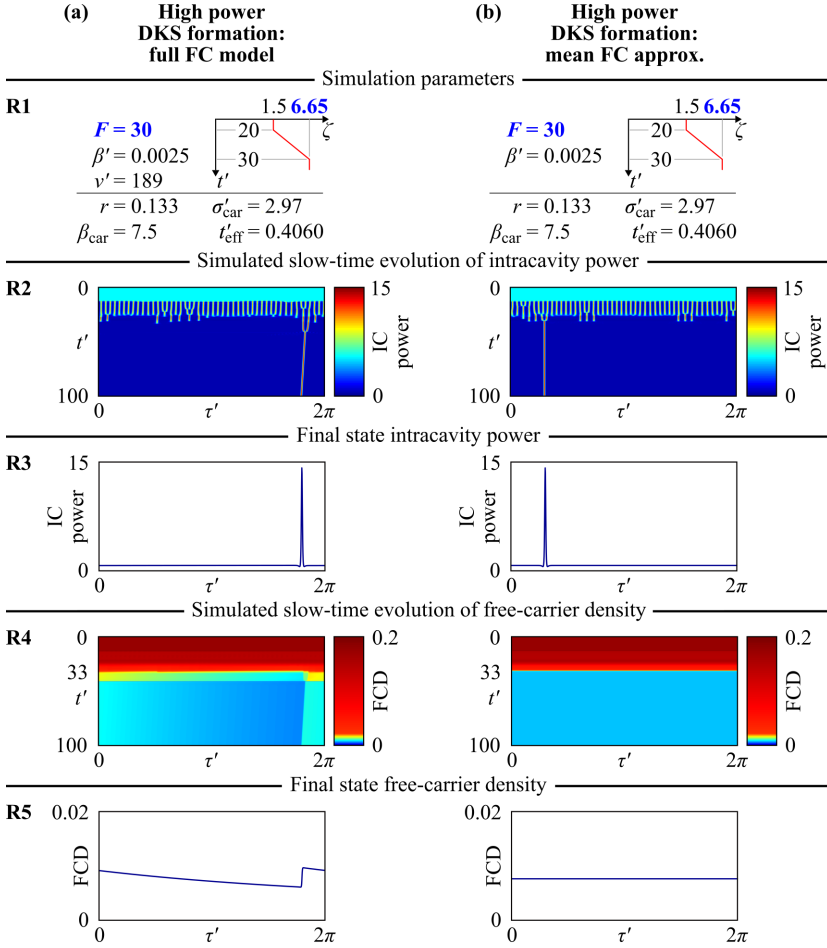 (a) High power
DKS formation:
full FC model
(b) High power
DKS formation:
mean FC approx.
Simulation parameters
R1
F = 30
β′ = 0.0025
v′ = 189
1.5 6.65
ζ
20
30
t′
r = 0.133 σ′car = 2.97
βcar = 7.5 t′eff = 0.4060
F = 30
β′ = 0.0025
1.5 6.65
ζ
20
30
t′
r = 0.133 σ′car = 2.97
βcar = 7.5 t′eff = 0.4060
Simulated slow-time evolution of intracavity power
R2
0
t′
100
0 τ′ 2π
15
0
IC
power
0
t′
100
0 τ′ 2π
15
0
IC
power
Final state intracavity power
R3
15
IC
power
0
0 τ′ 2π
15
IC
power
0
0 τ′ 2π
Simulated slow-time evolution of free-carrier density
R4
0
33
t′
100
0 τ′ 2π
0.2
0
FCD
0
33
t′
100
0 τ′ 2π
0.2
0
FCD
Final state free-carrier density
R5
0.02
FCD
0
0 τ′ 2π
0.02
FCD
0
0 τ′ 2π